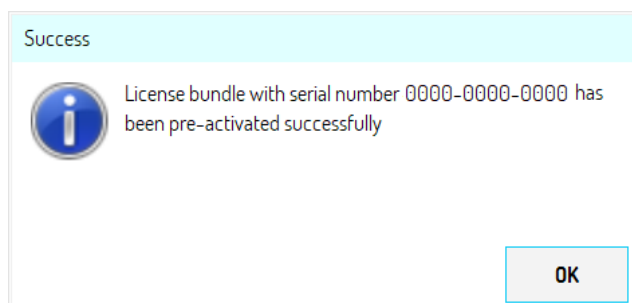 Success
License bundle with serial number 0000-0000-0000 has
been pre-activated successfully
OK